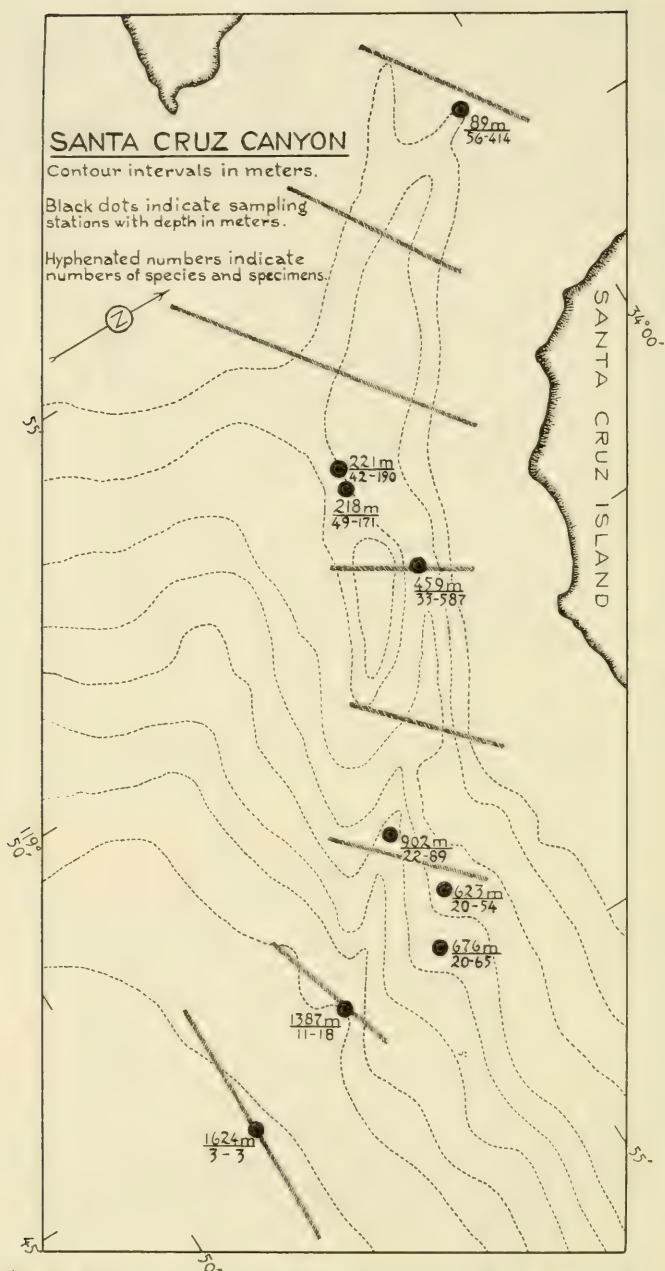 SANTA CRUZ CANYON
Contour intervals in meters.
Black dots indicate sampling
stations with depth in meters.
Hyphenated numbers indicate
numbers of species and specimens.
N
89m
56-414
SANTA CRUZ ISLAND
34°00'
55'
221m
42-190
218m
49-171
459m
33-587
119°
50'
902m
22-89
623m
20-54
676m
20-65
1387m
11-18
1624m
3-3
55'
45
50'